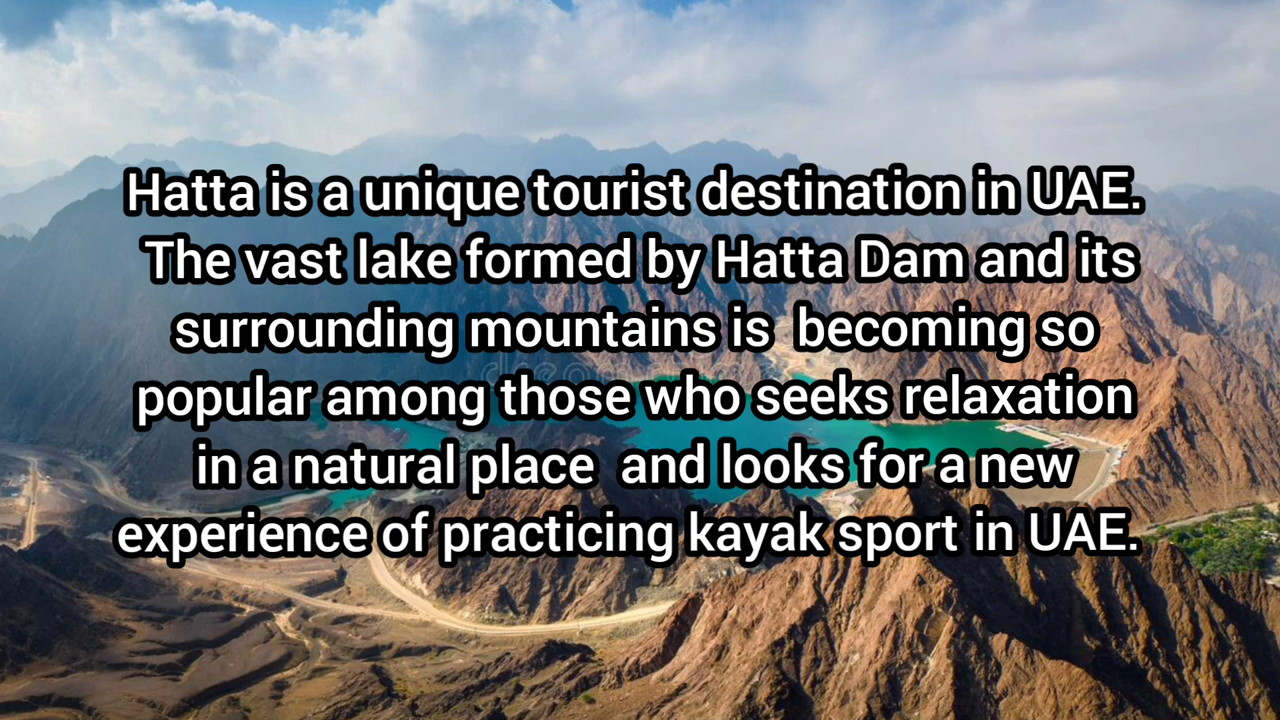 Hatta is a unique tourist destination in UAE.
The vast lake formed by Hatta Dam and its
surrounding mountains is  becoming so
popular among those who seeks relaxation
in a natural place  and looks for a new
experience of practicing kayak sport in UAE.